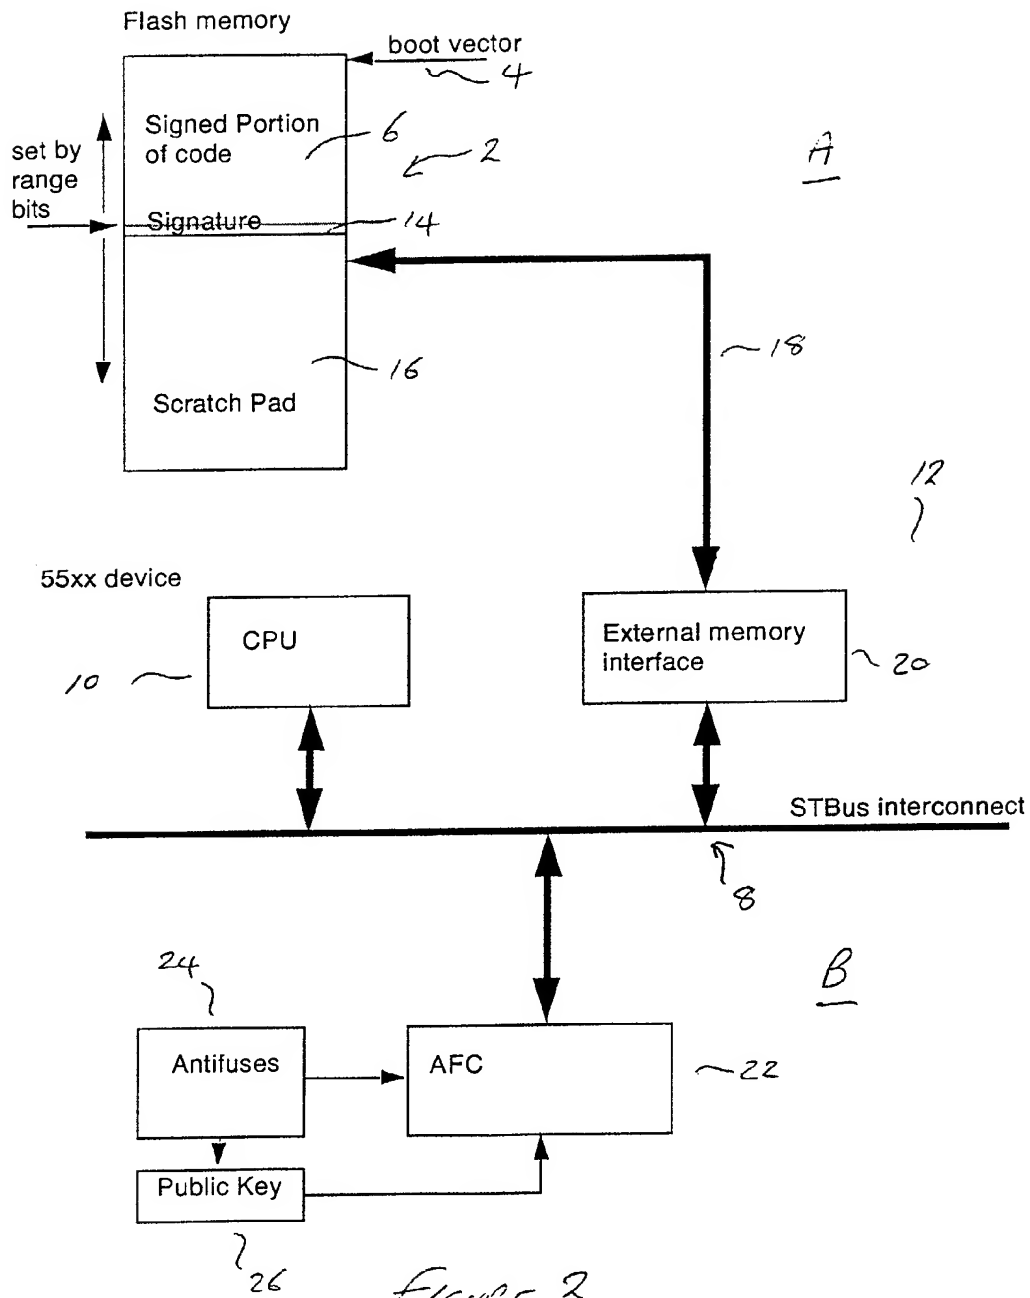 Flash memory
boot vector
4
Signed Portion
of code
6
2
A
set by
range
bits
Signature
14
18
16
Scratch Pad
12
55xx device
CPU
10
External memory
interface
20
STBus interconnect
8
24
B
Antifuses
AFC
22
Public Key
26
Figure 2